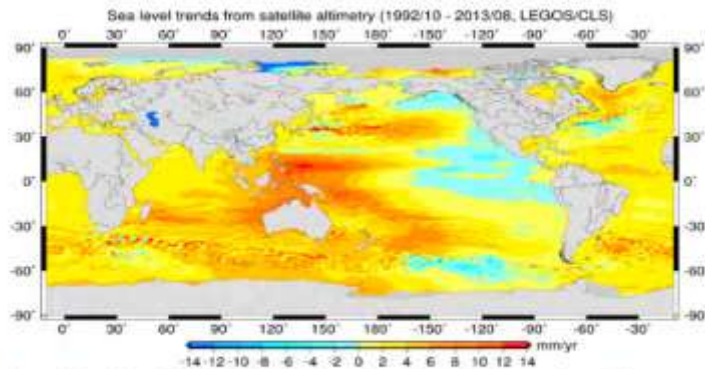 Sea level trends from satellite altimetry (1992/10 - 2013/08, LEGOS/CLS)
0˚ 30˚ 60˚ 90˚ 120˚ 150˚ 180˚ -150˚ -120˚ -90˚ -60˚ -30˚
90˚ 90˚
60˚ 60˚
30˚ 30˚
0˚ 0˚
-30˚ -30˚
-60˚ -60˚
-90˚ -90˚
0˚ 30˚ 60˚ 90˚ 120˚ 150˚ 180˚ -150˚ -120˚ -90˚ -60˚ -30˚
mm/yr
-14 -12 -10 -8 -6 -4 -2 0 2 4 6 8 10 12 14